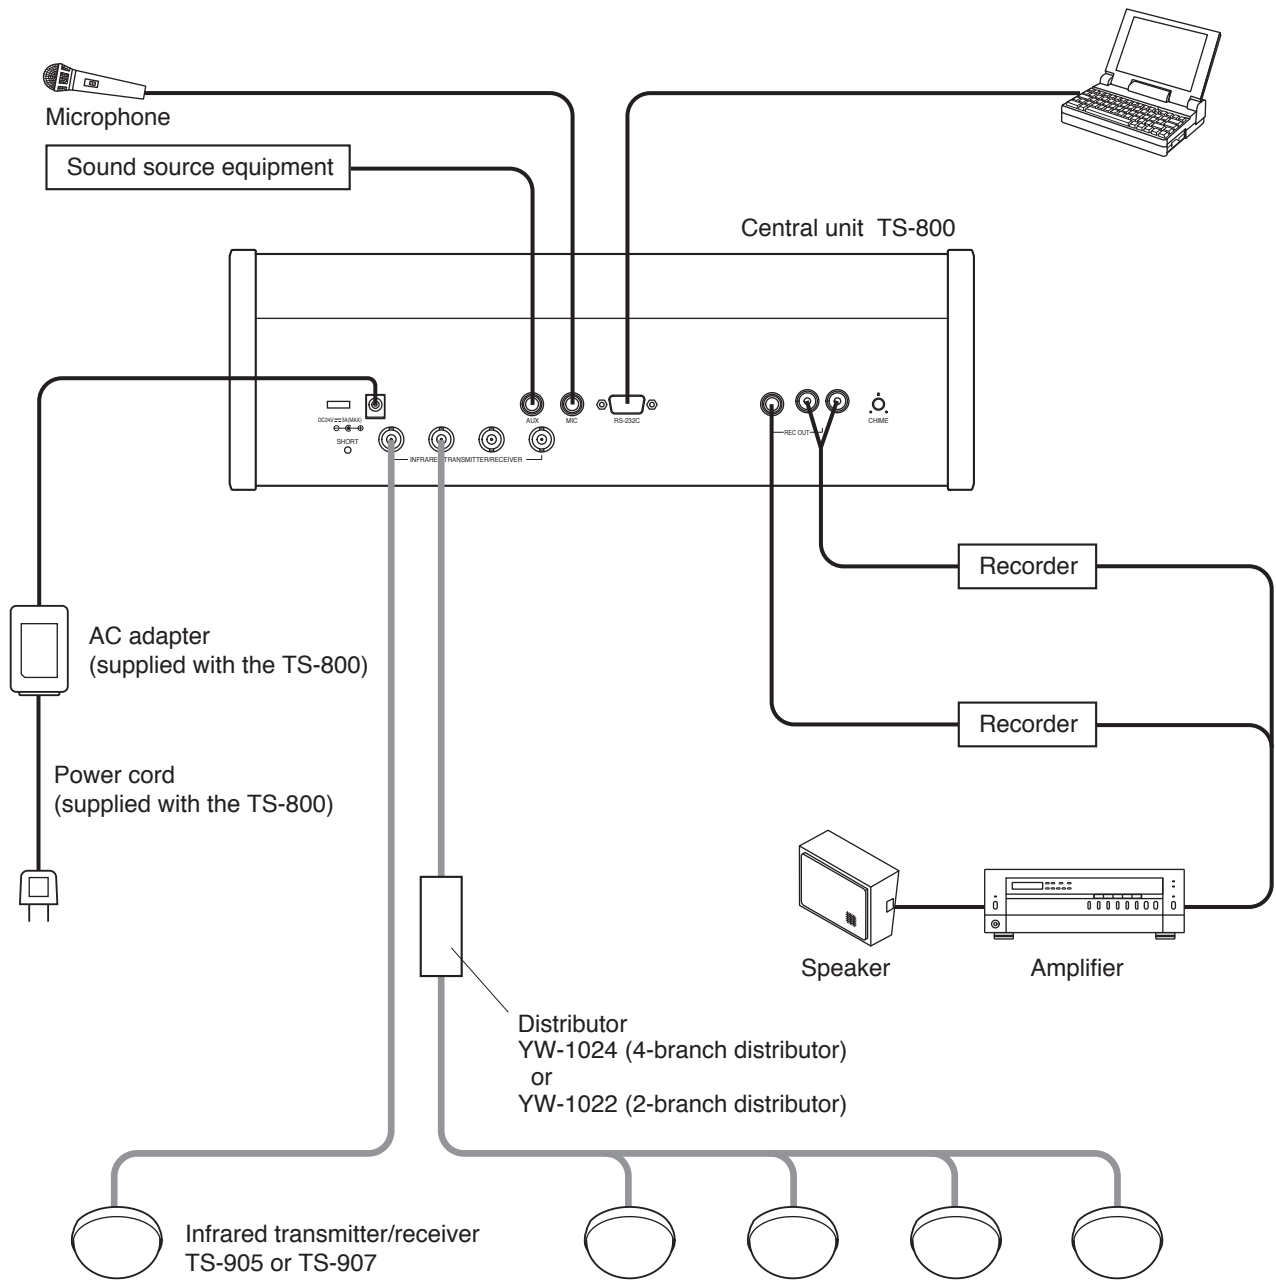 Microphone
Sound source equipment
Central unit TS-800
DC24V⎓3A(MAX)
SHORT
AUX
MIC
RS-232C
REC OUT
CHIME
Recorder
AC adapter
(supplied with the TS-800)
Recorder
Power cord
(supplied with the TS-800)
Speaker
Amplifier
Distributor
YW-1024 (4-branch distributor)
or
YW-1022 (2-branch distributor)
Infrared transmitter/receiver
TS-905 or TS-907